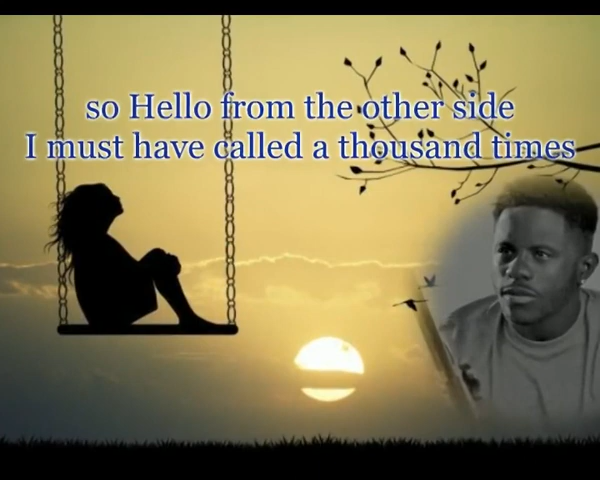 so Hello from the other side
I must have called a thousand times